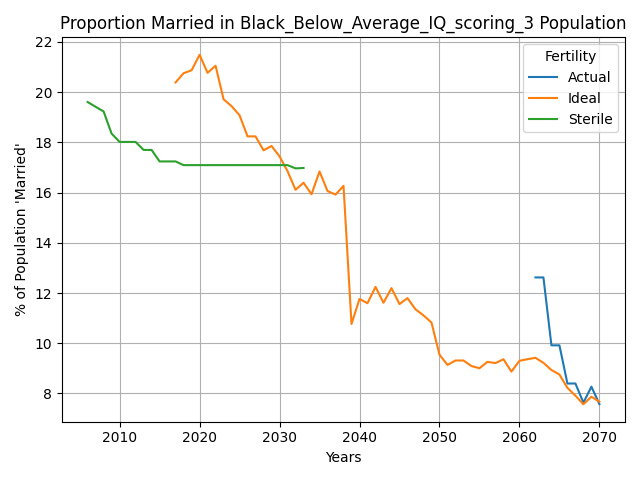 Proportion Married in Black_Below_Average_IQ_scoring_3 Population
Fertility
Actual
Ideal
Sterile
% of Population 'Married'
22
20
18
16
14
12
10
8
2010 2020 2030 2040 2050 2060 2070
Years